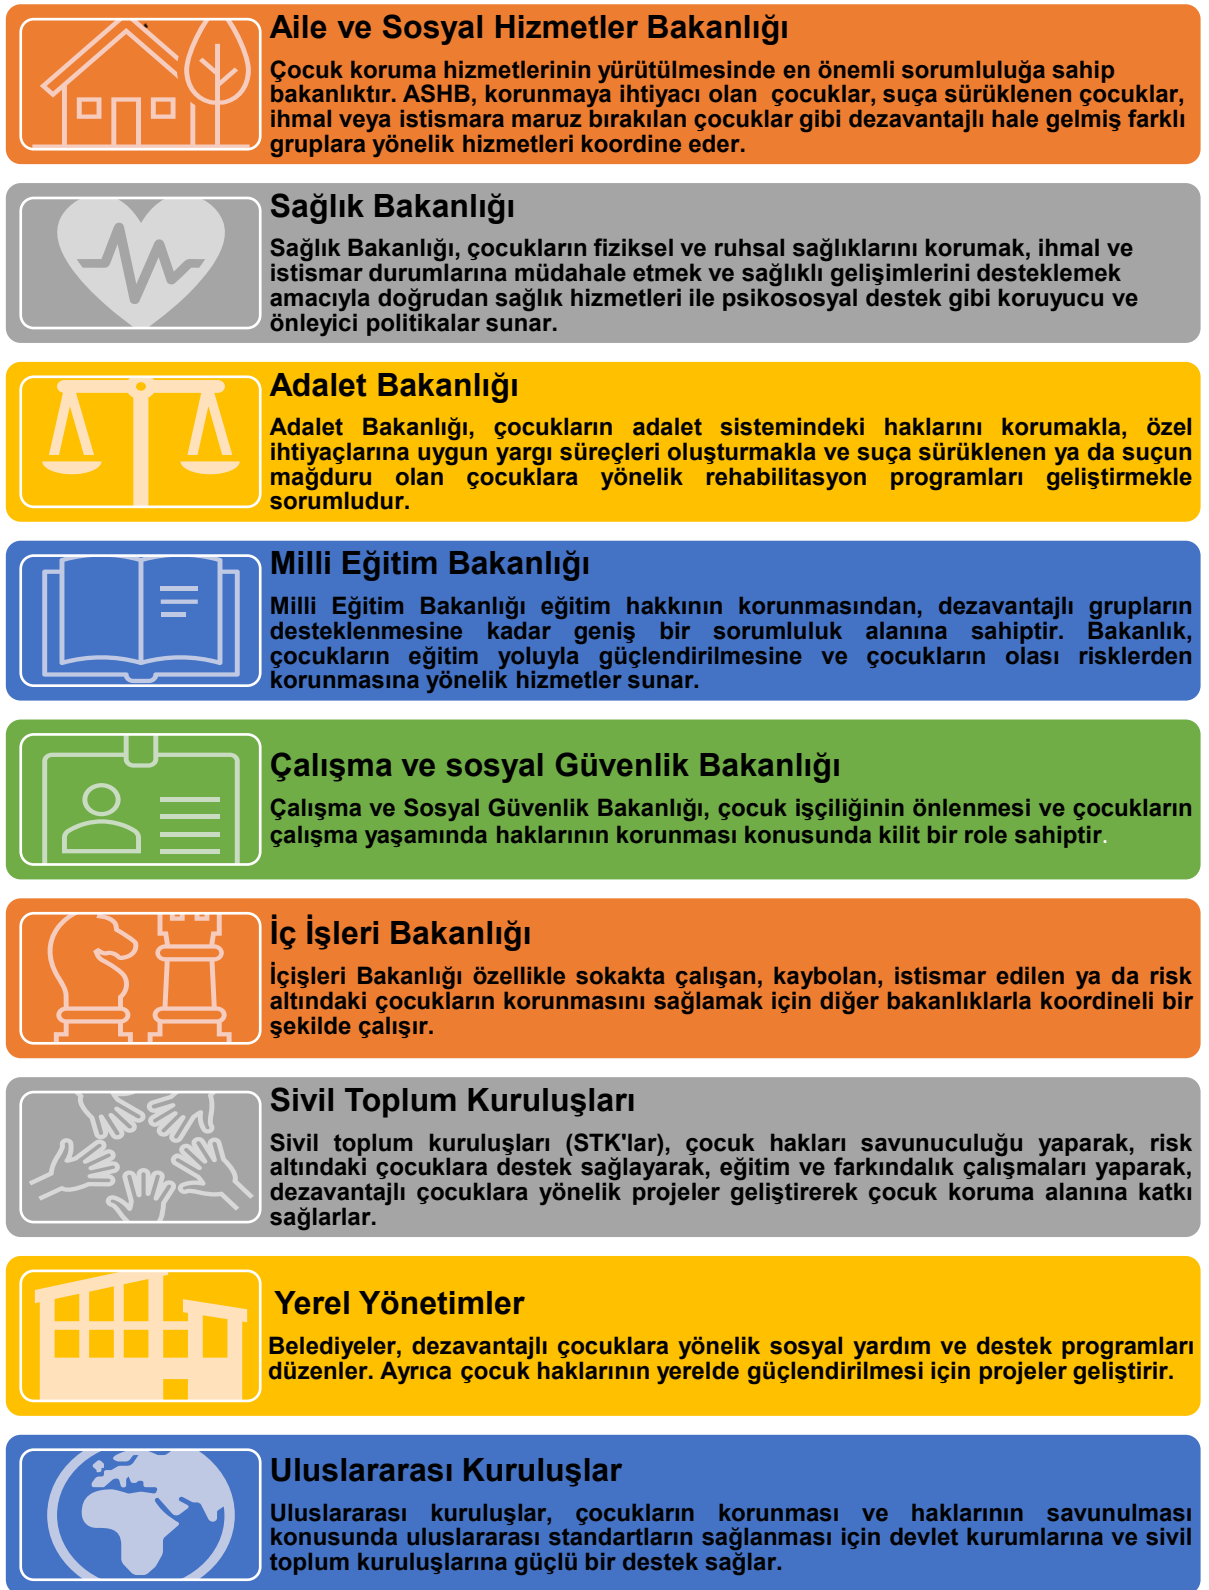 Aile ve Sosyal Hizmetler Bakanlığı
Çocuk koruma hizmetlerinin yürütülmesinde en önemli sorumluluğa sahip
bakanlıktır. ASHB, korunmaya ihtiyacı olan çocuklar, suça sürüklenen çocuklar,
ihmal veya istismara maruz bırakılan çocuklar gibi dezavantajlı hale gelmiş farklı
gruplara yönelik hizmetleri koordine eder.
Sağlık Bakanlığı
Sağlık Bakanlığı, çocukların fiziksel ve ruhsal sağlıklarını korumak, ihmal ve
istismar durumlarına müdahale etmek ve sağlıklı gelişimlerini desteklemek
amacıyla doğrudan sağlık hizmetleri ile psikososyal destek gibi koruyucu ve
önleyici politikalar sunar.
Adalet Bakanlığı
Adalet Bakanlığı, çocukların adalet sistemindeki haklarını korumakla, özel
ihtiyaçlarına uygun yargı süreçleri oluşturmakla ve suça sürüklenen ya da suçun
mağduru olan çocuklara yönelik rehabilitasyon programları geliştirmekle
sorumludur.
Milli Eğitim Bakanlığı
Milli Eğitim Bakanlığı eğitim hakkının korunmasından, dezavantajlı grupların
desteklenmesine kadar geniş bir sorumluluk alanına sahiptir. Bakanlık,
çocukların eğitim yoluyla güçlendirilmesine ve çocukların olası risklerden
korunmasına yönelik hizmetler sunar.
Çalışma ve sosyal Güvenlik Bakanlığı
Çalışma ve Sosyal Güvenlik Bakanlığı, çocuk işçiliğinin önlenmesi ve çocukların
çalışma yaşamında haklarının korunması konusunda kilit bir role sahiptir.
İç İşleri Bakanlığı
İçişleri Bakanlığı özellikle sokakta çalışan, kaybolan, istismar edilen ya da risk
altındaki çocukların korunmasını sağlamak için diğer bakanlıklarla koordineli bir
şekilde çalışır.
Sivil Toplum Kuruluşları
Sivil toplum kuruluşları (STK'lar), çocuk hakları savunuculuğu yaparak, risk
altındaki çocuklara destek sağlayarak, eğitim ve farkındalık çalışmaları yaparak,
dezavantajlı çocuklara yönelik projeler geliştirerek çocuk koruma alanına katkı
sağlarlar.
Yerel Yönetimler
Belediyeler, dezavantajlı çocuklara yönelik sosyal yardım ve destek programları
düzenler. Ayrıca çocuk haklarının yerelde güçlendirilmesi için projeler geliştirir.
Uluslararası Kuruluşlar
Uluslararası kuruluşlar, çocukların korunması ve haklarının savunulması
konusunda uluslararası standartların sağlanması için devlet kurumlarına ve sivil
toplum kuruluşlarına güçlü bir destek sağlar.